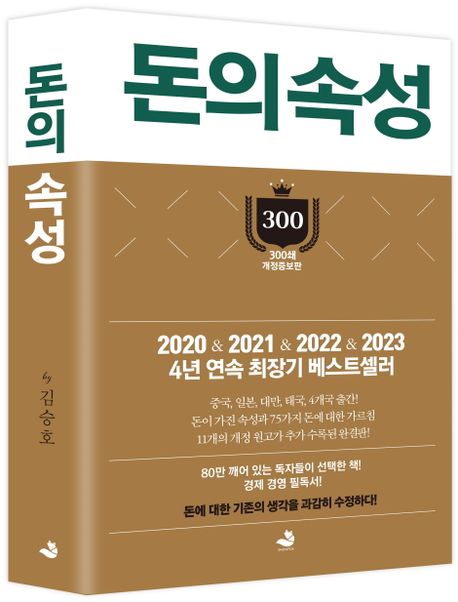 돈의 속성
300
300쇄
개정증보판
2020 & 2021 & 2022 & 2023
4년 연속 최장기 베스트셀러
중국, 일본, 대만, 태국, 4개국 출간!
돈이 가진 속성과 75가지 돈에 대한 가르침
11개의 개정 원고가 추가 수록된 완결판!
80만 깨어 있는 독자들이 선택한 책!
경제 경영 필독서!
돈에 대한 기존의 생각을 과감히 수정하다!
돈의 속성
by 김승호